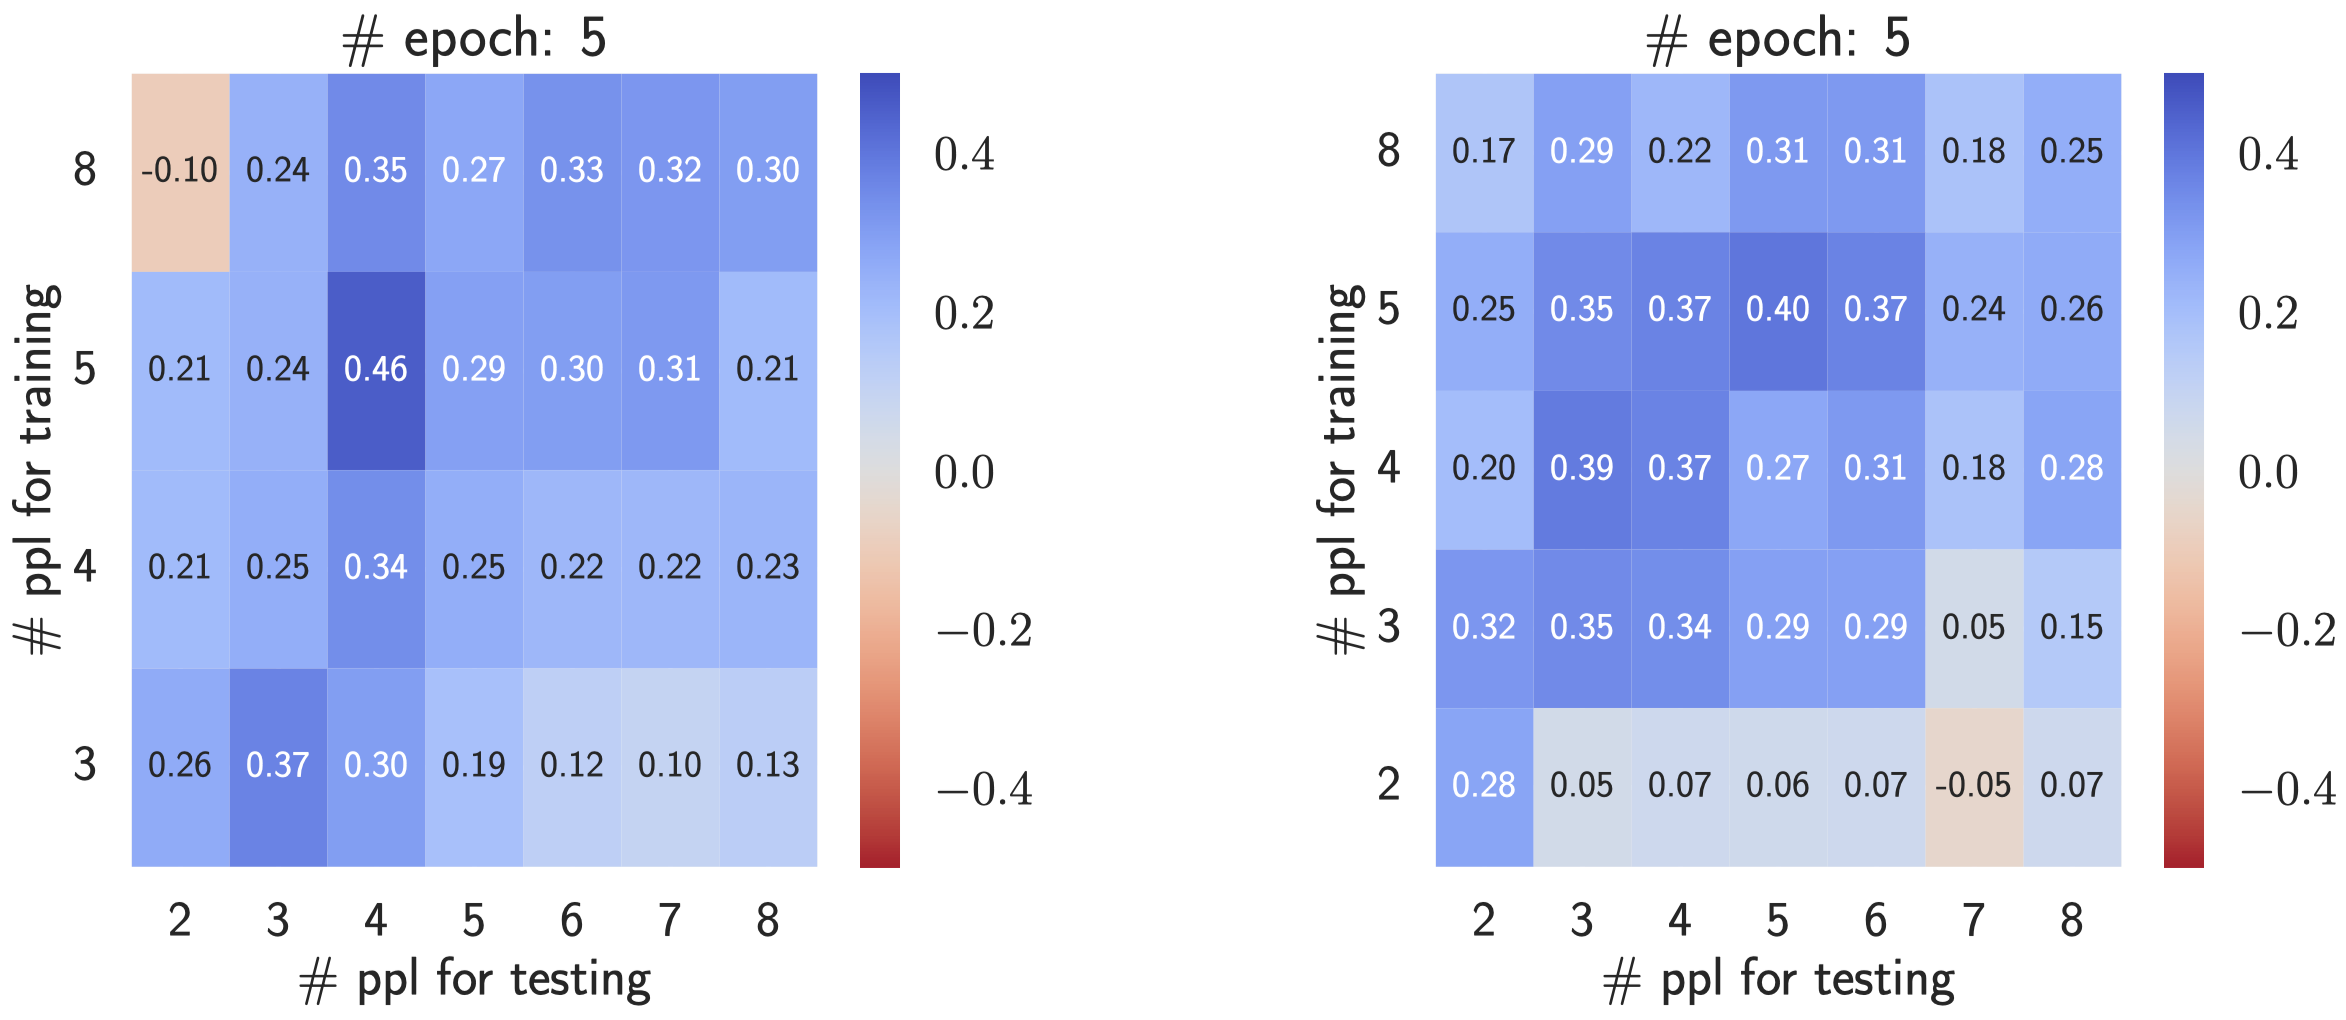 # epoch: 5
8 -0.10 0.24 0.35 0.27 0.33 0.32 0.30
5 0.21 0.24 0.46 0.29 0.30 0.31 0.21
4 0.21 0.25 0.34 0.25 0.22 0.22 0.23
3 0.26 0.37 0.30 0.19 0.12 0.10 0.13
2 3 4 5 6 7 8
# ppl for testing
# ppl for training
0.4
0.2
0.0
−0.2
−0.4
# epoch: 5
8 0.17 0.29 0.22 0.31 0.31 0.18 0.25
5 0.25 0.35 0.37 0.40 0.37 0.24 0.26
4 0.20 0.39 0.37 0.27 0.31 0.18 0.28
3 0.32 0.35 0.34 0.29 0.29 0.05 0.15
2 0.28 0.05 0.07 0.06 0.07 -0.05 0.07
2 3 4 5 6 7 8
# ppl for testing
# ppl for training
0.4
0.2
0.0
−0.2
−0.4